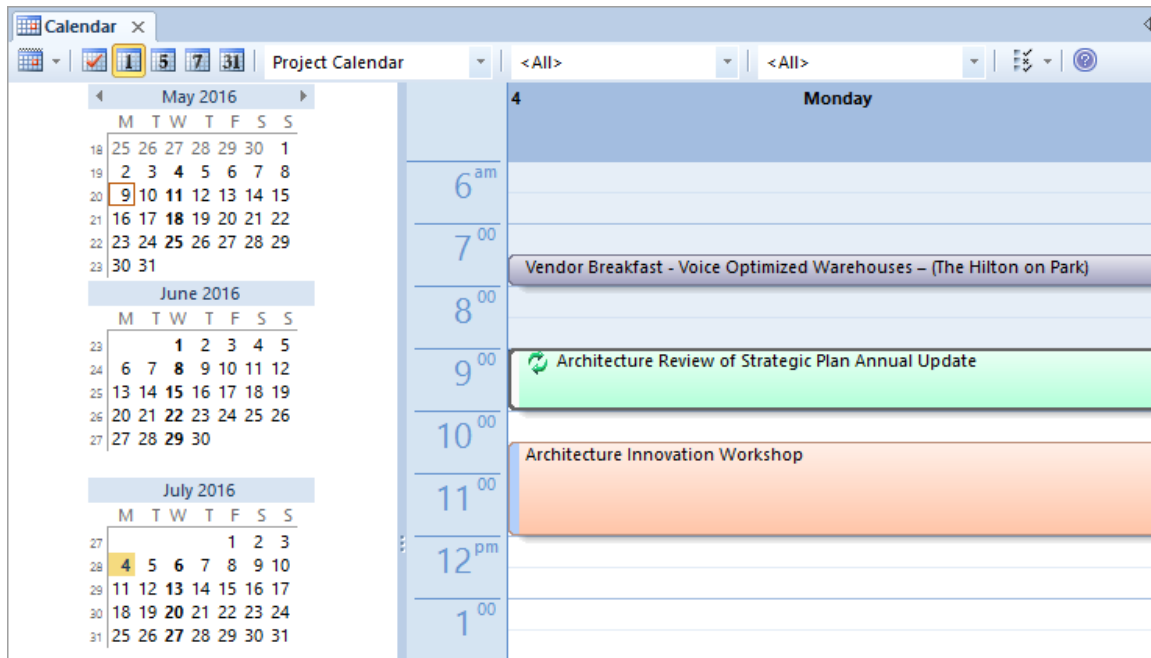 Calendar
1 5 7 31 Project Calendar <All> <All>
May 2016
M T W T F S S
18 25 26 27 28 29 30 1
19 2 3 4 5 6 7 8
20 9 10 11 12 13 14 15
21 16 17 18 19 20 21 22
22 23 24 25 26 27 28 29
23 30 31
June 2016
M T W T F S S
23 1 2 3 4 5
24 6 7 8 9 10 11 12
25 13 14 15 16 17 18 19
26 20 21 22 23 24 25 26
27 27 28 29 30
July 2016
M T W T F S S
27 1 2 3
28 4 5 6 7 8 9 10
29 11 12 13 14 15 16 17
30 18 19 20 21 22 23 24
31 25 26 27 28 29 30 31
4 Monday
6 am
7 00
Vendor Breakfast - Voice Optimized Warehouses – (The Hilton on Park)
8 00
9 00 Architecture Review of Strategic Plan Annual Update
10 00
Architecture Innovation Workshop
11 00
12 pm
1 00